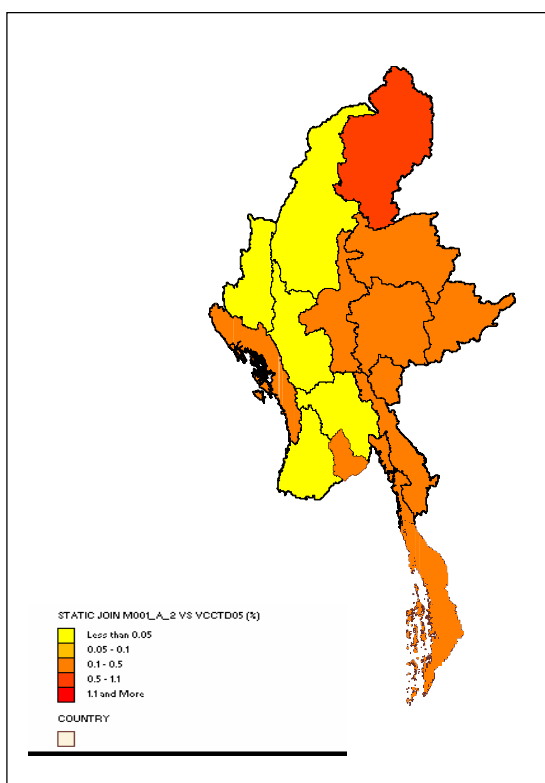 STATIC JOIN M001_A_2 VS VCCTD05 (%)
Less than 0.05
0.05 - 0.1
0.1 - 0.5
0.5 - 1.1
1.1 and More
COUNTRY